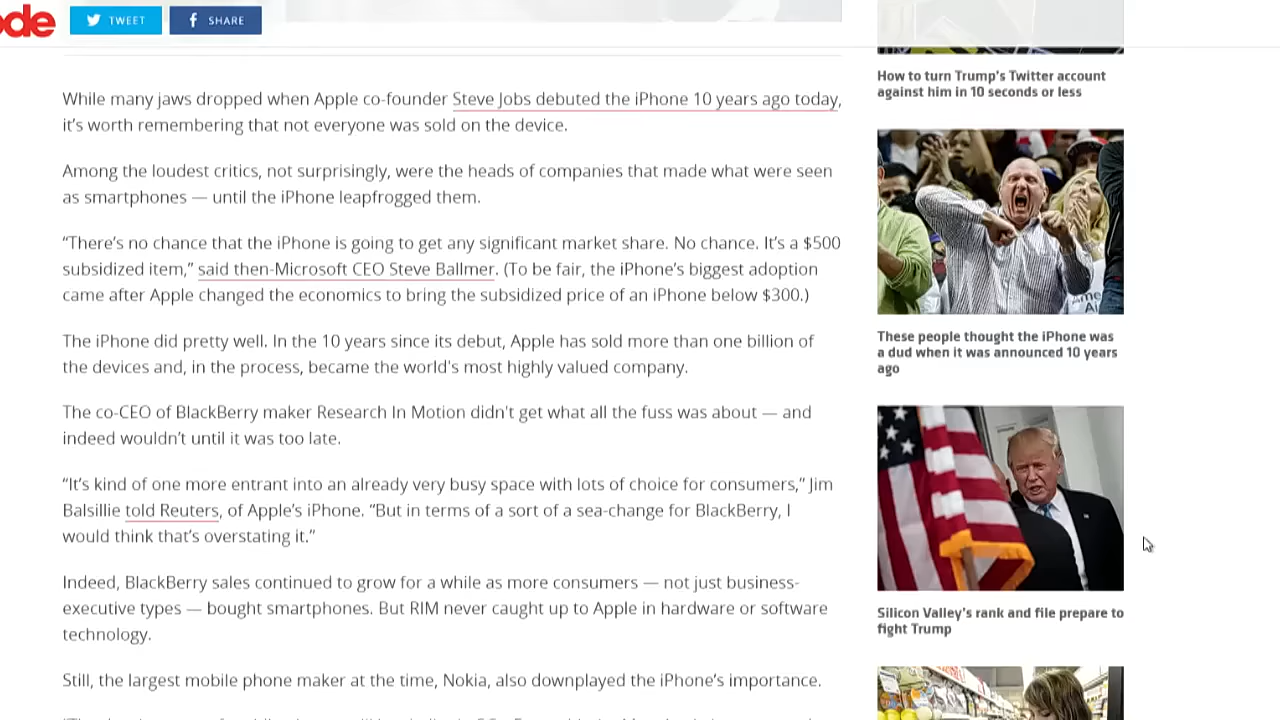 ode
TWEET
SHARE
While many jaws dropped when Apple co-founder Steve Jobs debuted the iPhone 10 years ago today,
it’s worth remembering that not everyone was sold on the device.
Among the loudest critics, not surprisingly, were the heads of companies that made what were seen
as smartphones — until the iPhone leapfrogged them.
“There’s no chance that the iPhone is going to get any significant market share. No chance. It’s a $500
subsidized item,” said then-Microsoft CEO Steve Ballmer. (To be fair, the iPhone’s biggest adoption
came after Apple changed the economics to bring the subsidized price of an iPhone below $300.)
The iPhone did pretty well. In the 10 years since its debut, Apple has sold more than one billion of
the devices and, in the process, became the world's most highly valued company.
The co-CEO of BlackBerry maker Research In Motion didn't get what all the fuss was about — and
indeed wouldn’t until it was too late.
“It’s kind of one more entrant into an already very busy space with lots of choice for consumers,” Jim
Balsillie told Reuters, of Apple’s iPhone. “But in terms of a sort of a sea-change for BlackBerry, I
would think that’s overstating it.”
Indeed, BlackBerry sales continued to grow for a while as more consumers — not just business-
executive types — bought smartphones. But RIM never caught up to Apple in hardware or software
technology.
Still, the largest mobile phone maker at the time, Nokia, also downplayed the iPhone’s importance.
How to turn Trump’s Twitter account
against him in 10 seconds or less
These people thought the iPhone was
a dud when it was announced 10 years
ago
Silicon Valley’s rank and file prepare to
fight Trump